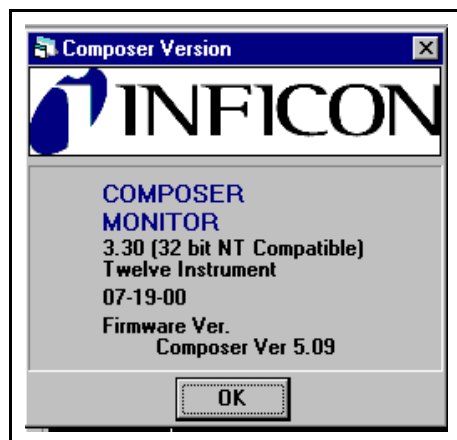 Composer Version
INFICON
COMPOSER
MONITOR
3.30 (32 bit NT Compatible)
Twelve Instrument
07-19-00
Firmware Ver.
Composer Ver 5.09
OK